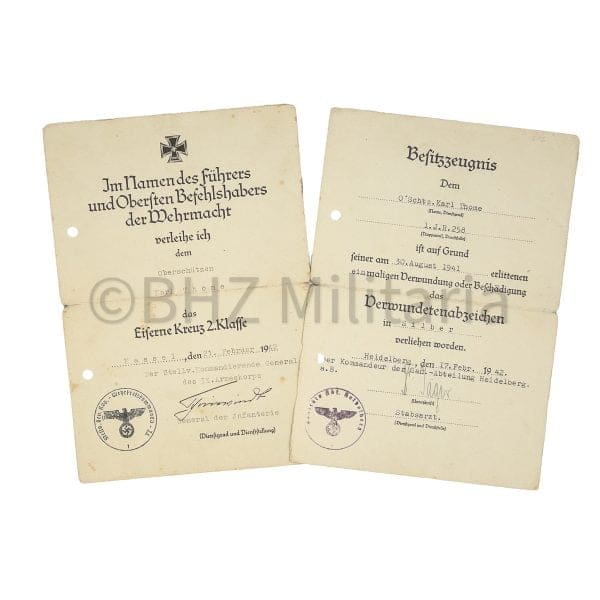 Im Namen des Führers
und Obersten Befehlshabers
der Wehrmacht
verleihe ich
dem
Oberschützen
Karl Thome
das
Eiserne Kreuz 2. Klasse
Kassel, den 21. Februar 1942
Der Stellv. Kommandierende General
des IX. Armeekorps
General der Infanterie
(Dienstgrad und Dienststellung)
Besitzzeugnis
Dem
O'Schtz. Karl Thome
(Name, Dienstgrad)
1.J.R.258
(Truppenteil, Dienststelle)
ist auf Grund
seiner am 30. August 1941 erlittenen
einmaligen Verwundung oder Beschädigung
das
Verwundetenabzeichen
in Silber
verliehen worden.
Heidelberg, den 17. Febr. 1942.
Der Kommandeur der San.-Abteilung Heidelberg.
(Unterschrift)
Stabsarzt.
(Dienstgrad und Dienststelle)
©BHZ Militaria